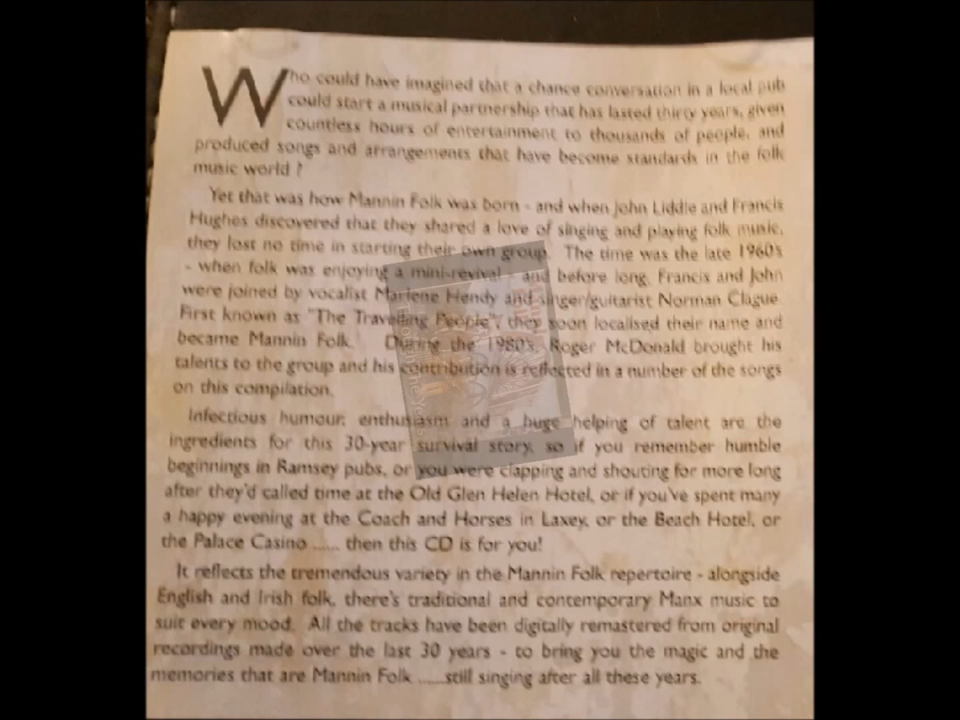 Who could have imagined that a chance conversation in a local pub
could start a musical partnership that has lasted thirty years, given
countless hours of entertainment to thousands of people, and
produced songs and arrangements that have become standards in the folk
music world ?
Yet that was how Mannin Folk was born - and when John Liddle and Francis
Hughes discovered that they shared a love of singing and playing folk music,
they lost no time in starting their own group. The time was the late 1960's
- when folk was enjoying a mini-revival - and before long, Francis and John
were joined by vocalist Marlene Hendy and singer/guitarist Norman Clague.
First known as "The Travelling People", they soon localised their name and
became Mannin Folk. During the 1980's, Roger McDonald brought his
talents to the group and his contribution is reflected in a number of the songs
on this compilation.
Infectious humour, enthusiasm and a huge helping of talent are the
ingredients for this 30-year survival story, so if you remember humble
beginnings in Ramsey pubs, or you were clapping and shouting for more long
after they'd called time at the Old Glen Helen Hotel, or if you've spent many
a happy evening at the Coach and Horses in Laxey, or the Beach Hotel, or
the Palace Casino ...... then this CD is for you!
It reflects the tremendous variety in the Mannin Folk repertoire - alongside
English and Irish folk, there's traditional and contemporary Manx music to
suit every mood. All the tracks have been digitally remastered from original
recordings made over the last 30 years - to bring you the magic and the
memories that are Mannin Folk ......still singing after all these years.